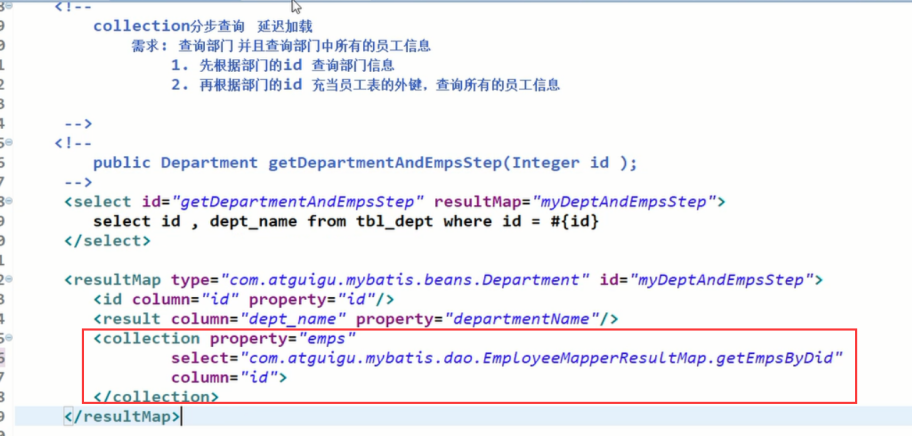 <!--
collection分步查询 延迟加载
需求: 查询部门 并且查询部门中所有的员工信息
1. 先根据部门的id 查询部门信息
2. 再根据部门的id 充当员工表的外键，查询所有的员工信息
-->
<!--
public Department getDepartmentAndEmpsStep(Integer id );
-->
<select id="getDepartmentAndEmpsStep" resultMap="myDeptAndEmpsStep">
select id , dept_name from tbl_dept where id = #{id}
</select>
<resultMap type="com.atguigu.mybatis.beans.Department" id="myDeptAndEmpsStep">
<id column="id" property="id"/>
<result column="dept_name" property="departmentName"/>
<collection property="emps"
select="com.atguigu.mybatis.dao.EmployeeMapperResultMap.getEmpsByDid"
column="id">
</collection>
</resultMap>